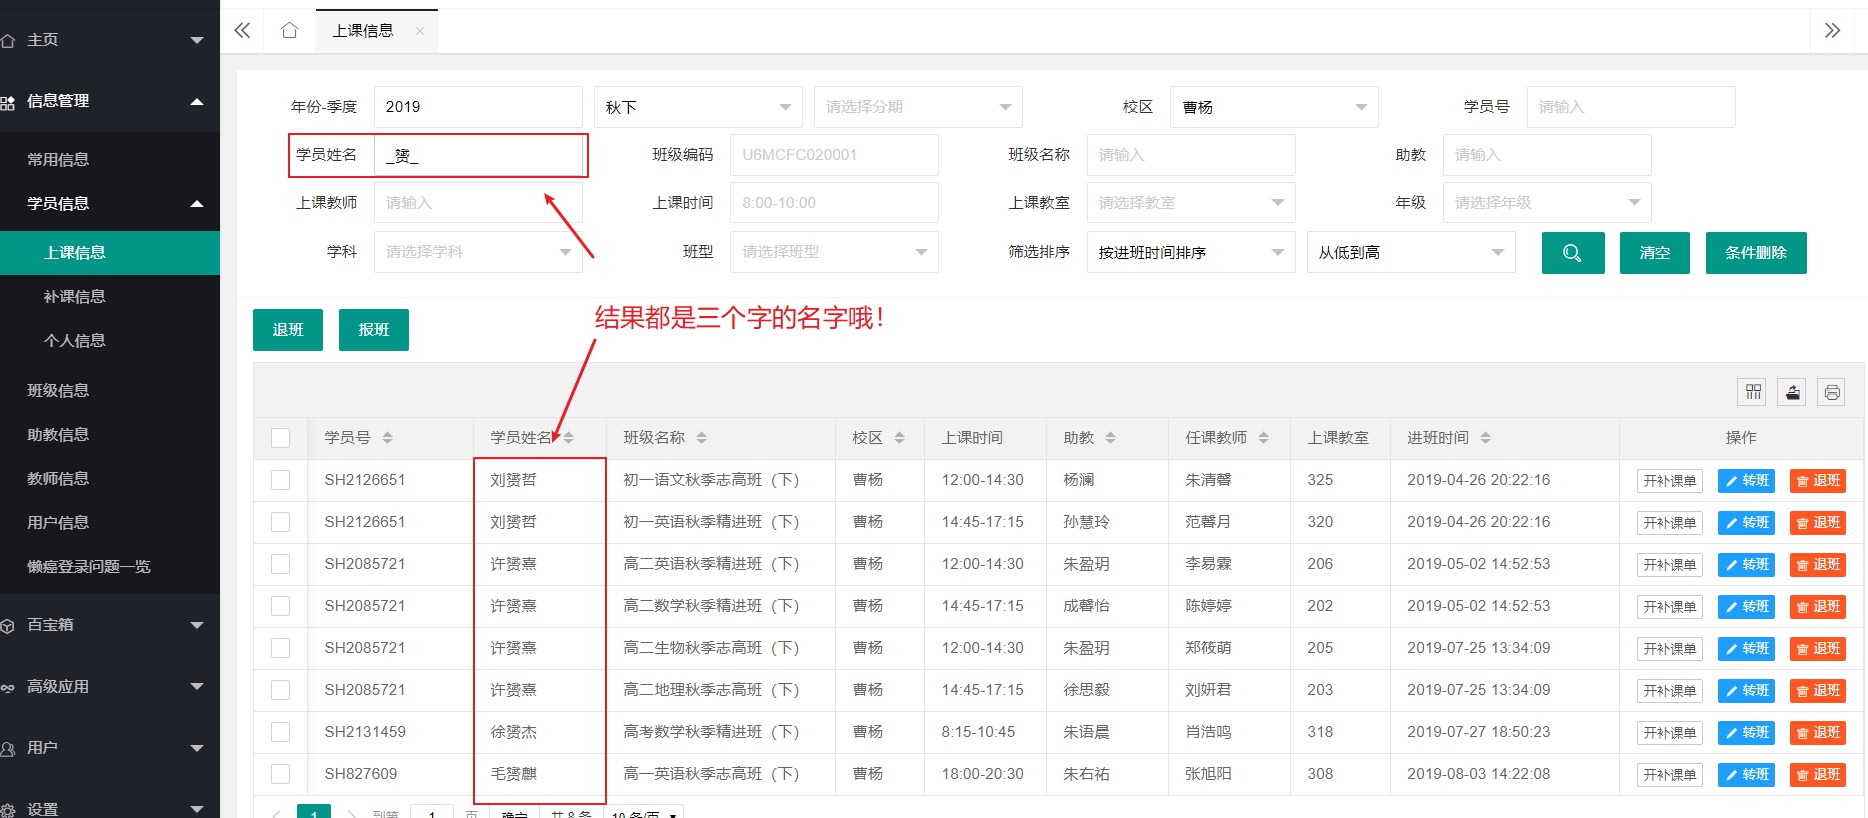 主页
信息管理
常用信息
学员信息
上课信息
补课信息
个人信息
班级信息
助教信息
教师信息
用户信息
懒癌登录问题一览
百宝箱
高级应用
用户
设置
上课信息
年份-季度 2019 秋下 请选择分期 校区 曹杨 学员号 请输入
学员姓名 _赟_ 班级编码 U6MCFC020001 班级名称 请输入 助教 请输入
上课教师 请输入 上课时间 8:00-10:00 上课教室 请选择教室 年级 请选择年级
学科 请选择学科 班型 请选择班型 筛选排序 按进班时间排序 从低到高 清空 条件删除
结果都是三个字的名字哦！
退班 报班
学员号 学员姓名 班级名称 校区 上课时间 助教 任课教师 上课教室 进班时间 操作
SH2126651 刘赟哲 初一语文秋季志高班（下） 曹杨 12:00-14:30 杨澜 朱清馨 325 2019-04-26 20:22:16 开补课单 转班 退班
SH2126651 刘赟哲 初一英语秋季精进班（下） 曹杨 14:45-17:15 孙慧玲 范馨月 320 2019-04-26 20:22:16 开补课单 转班 退班
SH2085721 许赟熹 高二英语秋季精进班（下） 曹杨 12:00-14:30 朱盈玥 李易霖 206 2019-05-02 14:52:53 开补课单 转班 退班
SH2085721 许赟熹 高二数学秋季精进班（下） 曹杨 14:45-17:15 成馨怡 陈婷婷 202 2019-05-02 14:52:53 开补课单 转班 退班
SH2085721 许赟熹 高二生物秋季志高班（下） 曹杨 12:00-14:30 朱盈玥 郑筱萌 205 2019-07-25 13:34:09 开补课单 转班 退班
SH2085721 许赟熹 高二地理秋季志高班（下） 曹杨 14:45-17:15 徐思毅 刘妍君 203 2019-07-25 13:34:09 开补课单 转班 退班
SH2131459 徐赟杰 高考数学秋季精进班（下） 曹杨 8:15-10:45 朱语晨 肖浩鸣 318 2019-07-27 18:50:23 开补课单 转班 退班
SH827609 毛赟麒 高一英语秋季志高班（下） 曹杨 18:00-20:30 朱右祐 张旭阳 308 2019-08-03 14:22:08 开补课单 转班 退班
1 到第 1 页 确定 共 8 条 10 条/页